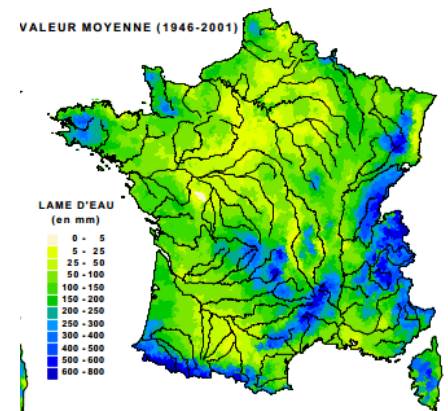 VALEUR MOYENNE (1946-2001)
LAME D'EAU
(en mm)
0 - 5
5 - 25
25 - 50
50 - 100
100 - 150
150 - 200
200 - 250
250 - 300
300 - 400
400 - 500
500 - 600
600 - 800